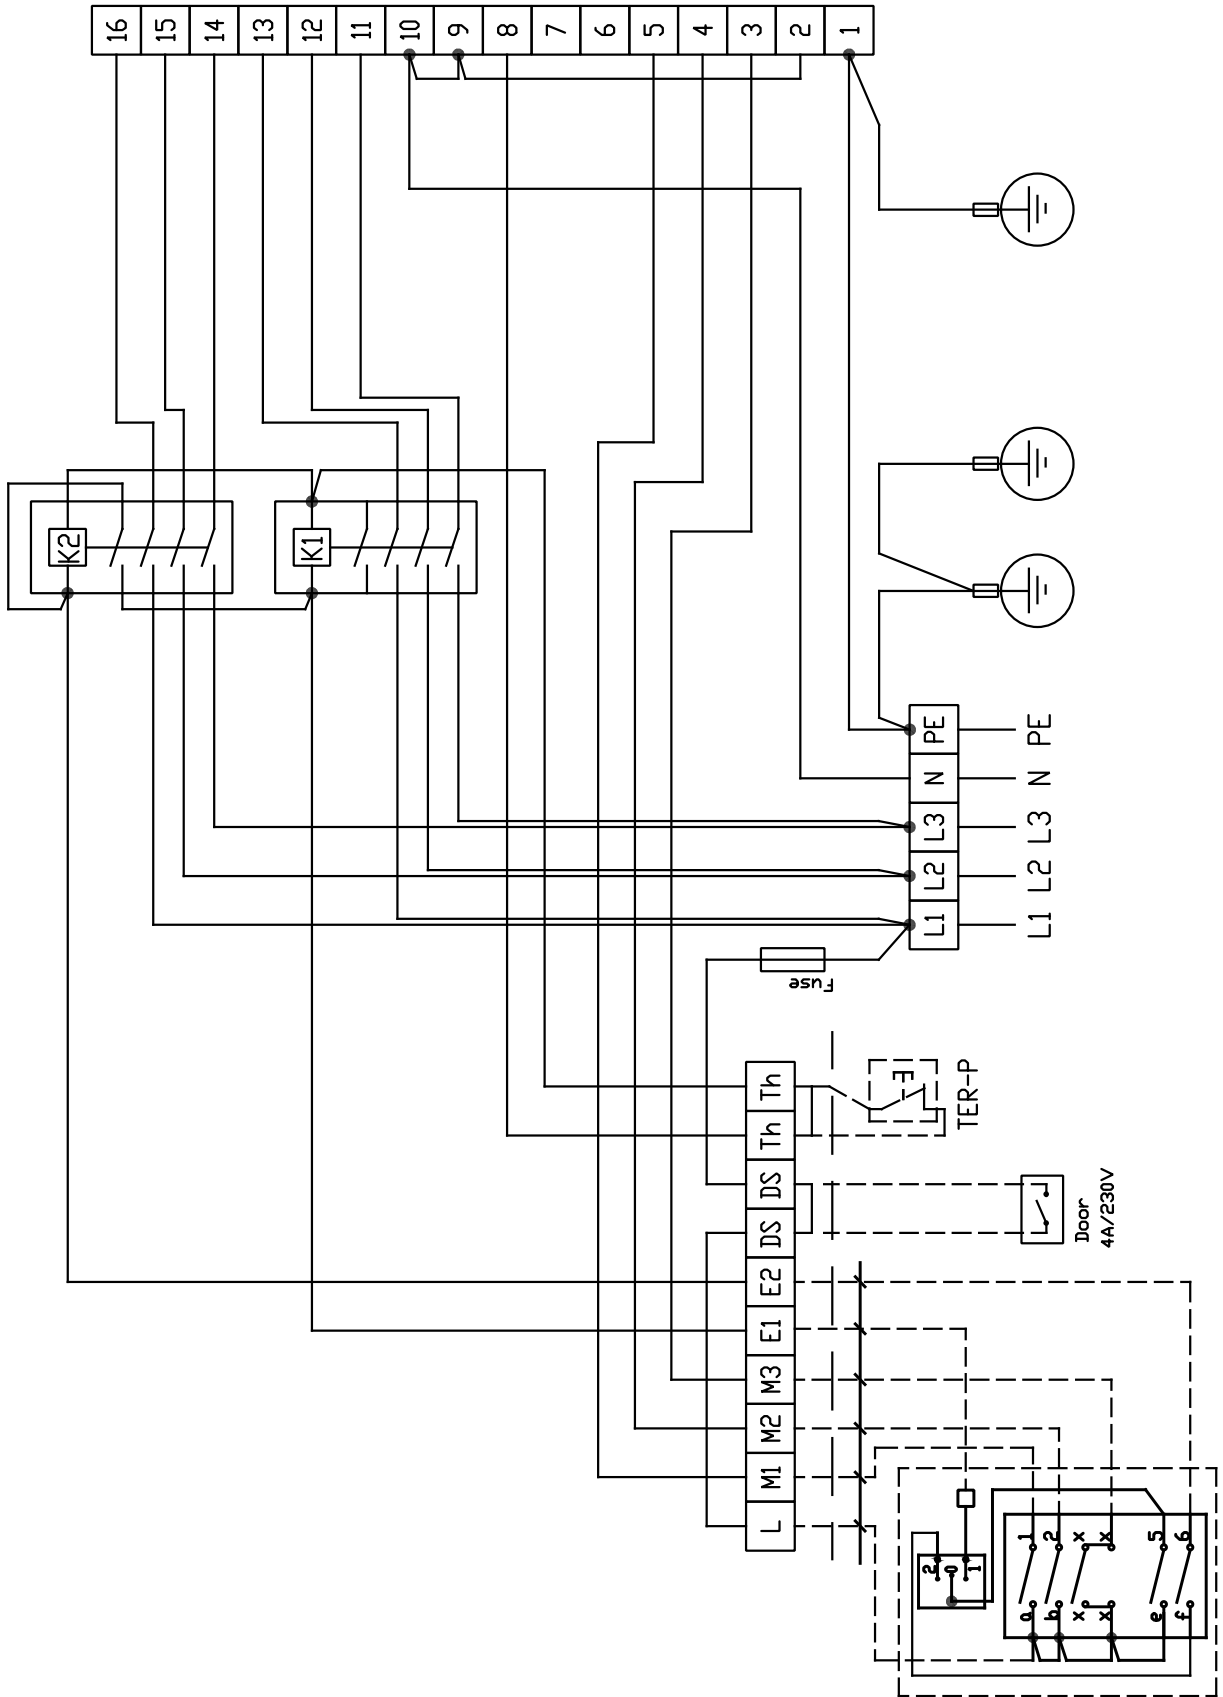 16 15 14 13 12 11 10 9 8 7 6 5 4 3 2 1
K2
K1
PE PE
N N
L3 L3
L2 L2
L1 L1
Fuse
Th
Th
TER-P
DS
DS
Door
4A/230V
E2
E1
M3
M2
M1
L
2 0 1
1 2 x x 5 6
a b x x e f